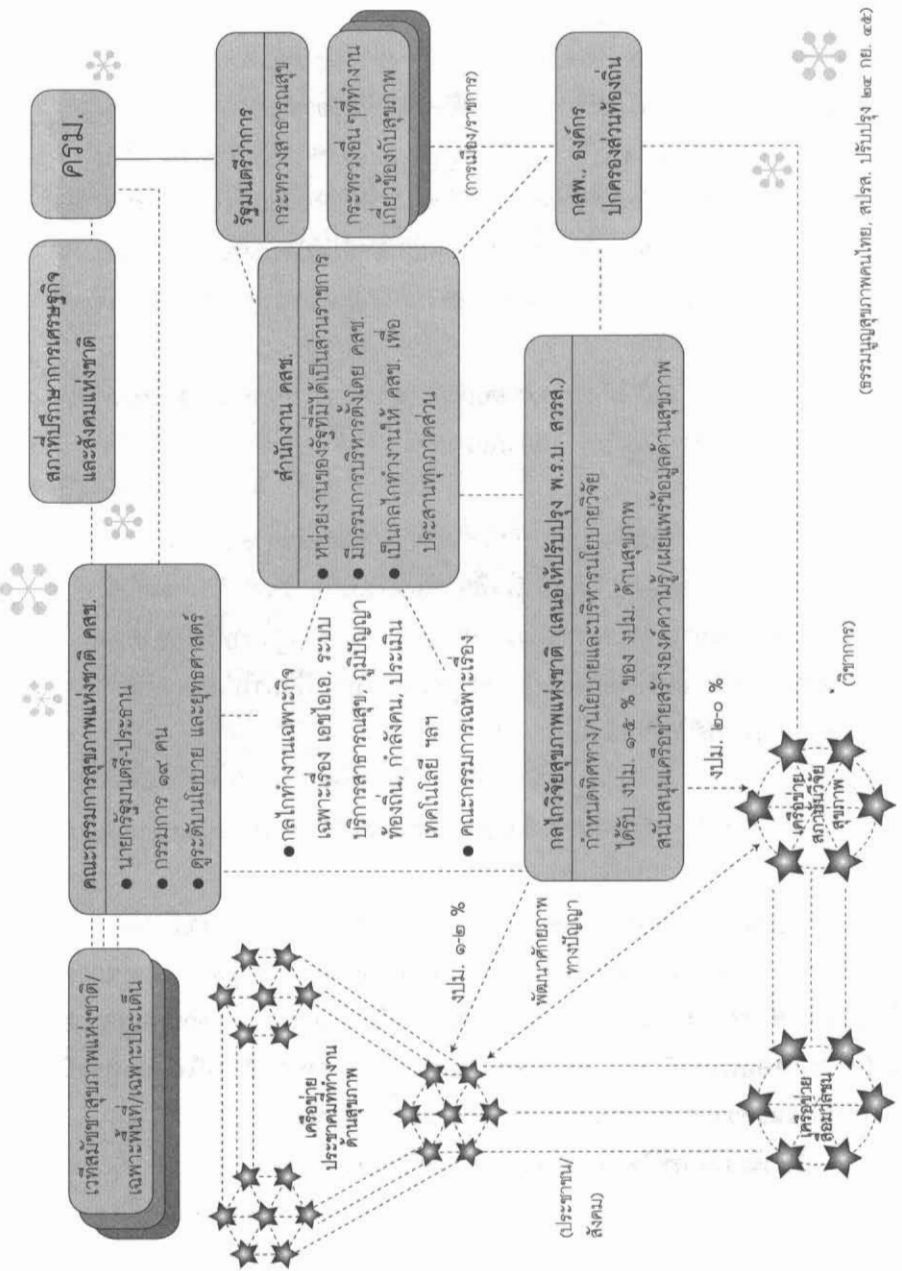 ครม.
สภาที่ปรึกษาการเศรษฐกิจ
และสังคมแห่งชาติ
คณะกรรมการสุขภาพแห่งชาติ คสช.
● นายกรัฐมนตรี-ประธาน
● กรรมการ ๑๙ คน
● ดูระดับนโยบาย และยุทธศาสตร์
เวทีสมัชชาสุขภาพแห่งชาติ/
เฉพาะพื้นที่/เฉพาะประเด็น
รัฐมนตรีว่าการ
กระทรวงสาธารณสุข
กระทรวงอื่นๆที่ทำงาน
เกี่ยวข้องกับสุขภาพ
(การเมือง/ราชการ)
สำนักงาน คสช.
● หน่วยงานของรัฐที่มิได้เป็นส่วนราชการ
● มีกรรมการบริหารตั้งโดย คสช.
● เป็นกลไกทำงานให้ คสช. เพื่อ
ประสานทุกภาคส่วน
● กลไกทำงานเฉพาะกิจ
เฉพาะเรื่อง เอชไอเอ, ระบบ
บริการสาธารณสุข, ภูมิปัญญา
ท้องถิ่น, กำลังคน, ประเมิน
เทคโนโลยี ฯลฯ
● คณะกรรมการเฉพาะเรื่อง
กสพ., องค์กร
ปกครองส่วนท้องถิ่น
กลไกวิจัยสุขภาพแห่งชาติ (เสนอให้ปรับปรุง พ.ร.บ. สวรส.)
กำหนดทิศทาง/นโยบายและบริหารนโยบายวิจัย
ได้รับ งปม. ๑-๕ % ของ งปม. ด้านสุขภาพ
สนับสนุนเครือข่ายสร้างองค์ความรู้/เผยแพร่ข้อมูลด้านสุขภาพ
งปม. ๑-๒ %
พัฒนาศักยภาพ
ทางปัญญา
งปม. ๒-๐ %
เครือข่าย
ประชาคมที่ทำงาน
ด้านสุขภาพ
(ประชาชน/
สังคม)
เครือข่าย
สื่อมวลชน
เครือข่าย
สภาบันวิจัย
สุขภาพ
(วิชาการ)
(ธรรมนูญสุขภาพคนไทย, สปรส. ปรับปรุง ๒๔ กย. ๔๕)